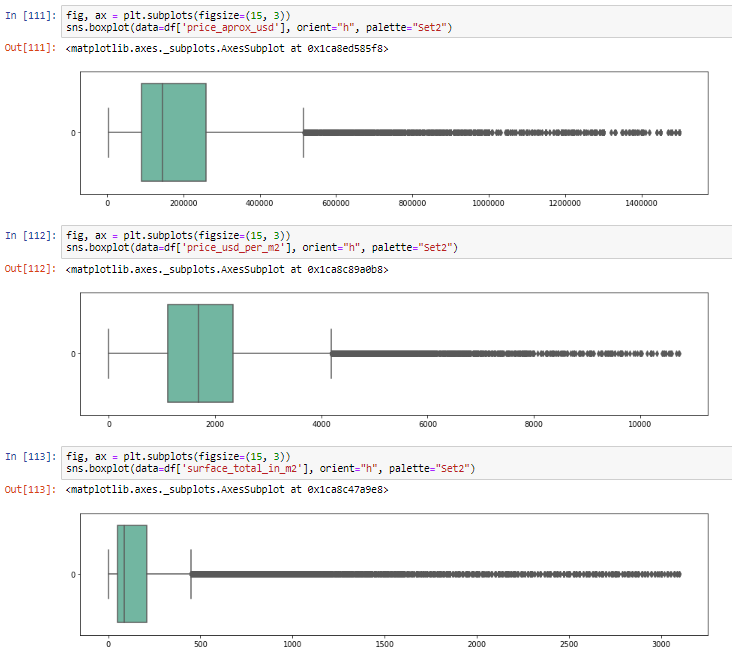 In [111]: fig, ax = plt.subplots(figsize=(15, 3))
sns.boxplot(data=df['price_aprox_usd'], orient="h", palette="Set2")
Out[111]: <matplotlib.axes._subplots.AxesSubplot at 0x1ca8ed585f8>
0
0 200000 400000 600000 800000 1000000 1200000 1400000
In [112]: fig, ax = plt.subplots(figsize=(15, 3))
sns.boxplot(data=df['price_usd_per_m2'], orient="h", palette="Set2")
Out[112]: <matplotlib.axes._subplots.AxesSubplot at 0x1ca8c89a0b8>
0
0 2000 4000 6000 8000 10000
In [113]: fig, ax = plt.subplots(figsize=(15, 3))
sns.boxplot(data=df['surface_total_in_m2'], orient="h", palette="Set2")
Out[113]: <matplotlib.axes._subplots.AxesSubplot at 0x1ca8c47a9e8>
0
0 500 1000 1500 2000 2500 3000